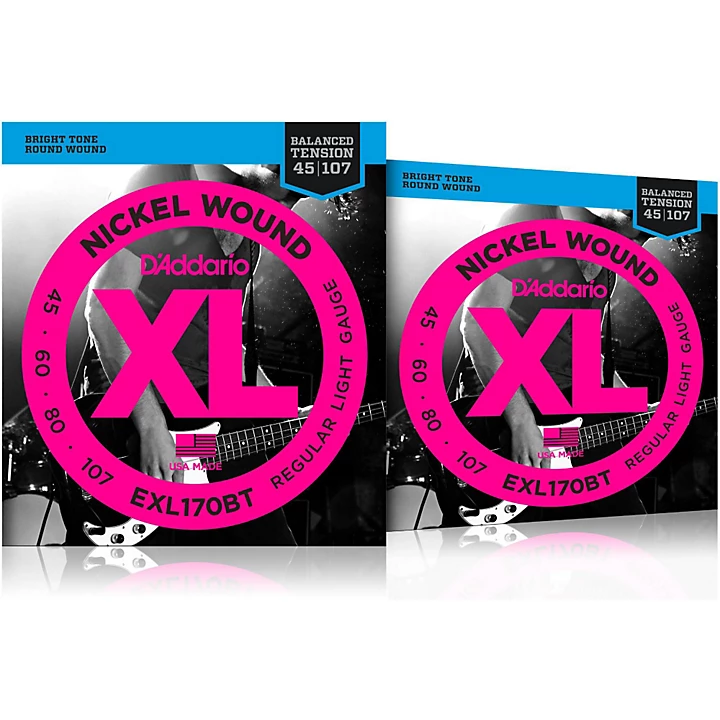 BRIGHT TONE
ROUND WOUND
BALANCED
TENSION
45|107
NICKEL WOUND
D'Addario
XL
45 · 60 · 80 · 107
USA MADE
EXL170BT
REGULAR LIGHT GAUGE
BRIGHT TONE
ROUND WOUND
BALANCED
TENSION
45|107
NICKEL WOUND
D'Addario
XL
45 · 60 · 80 · 107
USA MADE
EXL170BT
REGULAR LIGHT GAUGE